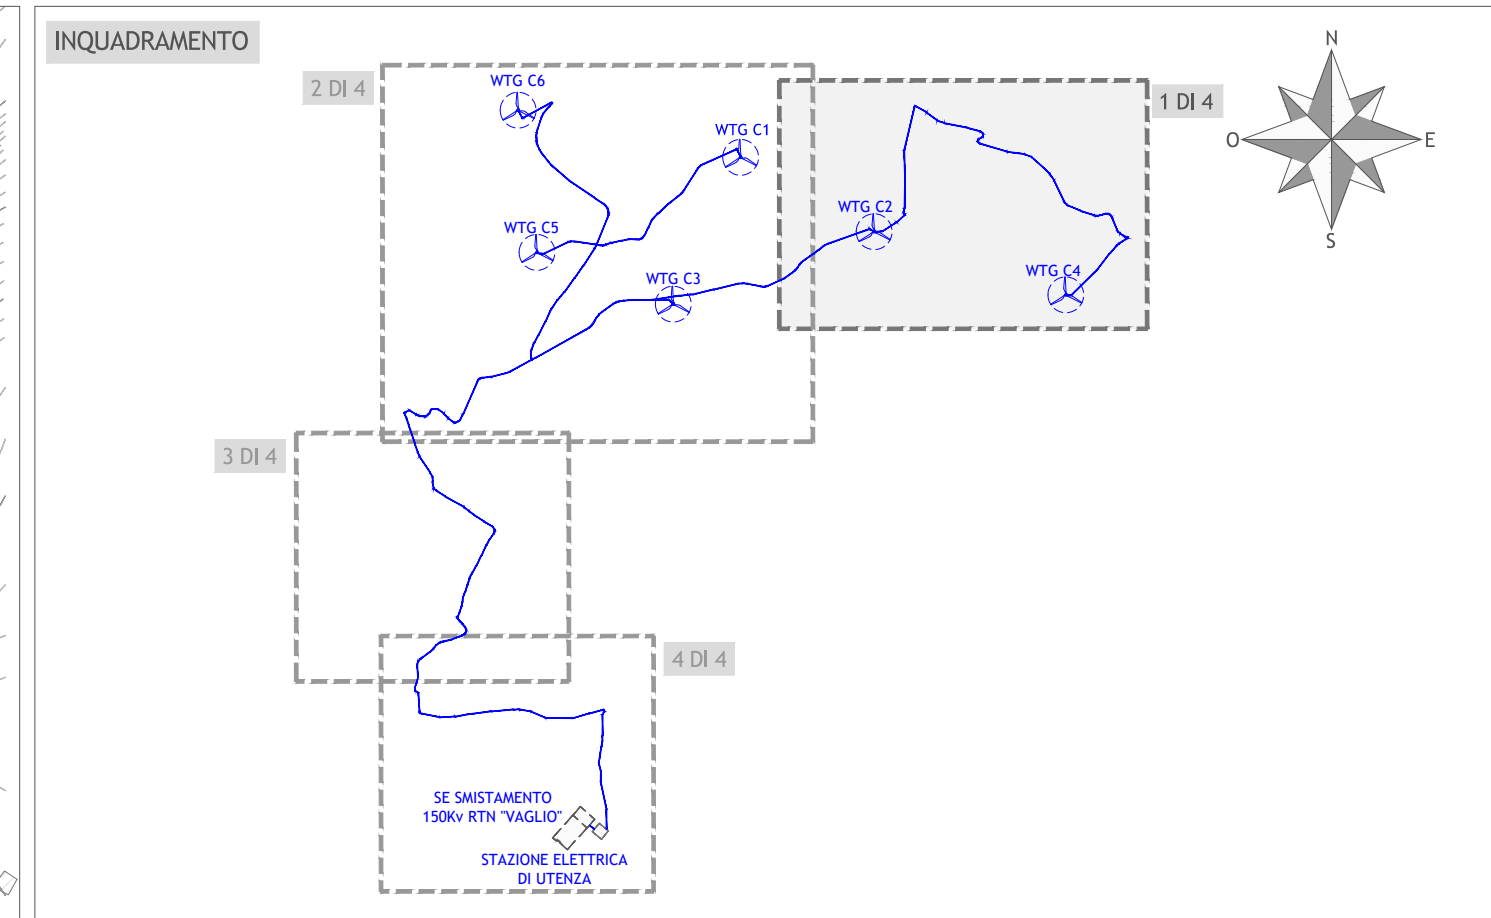 INQUADRAMENTO
N
O
E
S
2 DI 4
WTG C6
WTG C1
1 DI 4
WTG C5
WTG C2
WTG C3
WTG C4
3 DI 4
4 DI 4
SE SMISTAMENTO
150Kv RTN "VAGLIO"
STAZIONE ELETTRICA
DI UTENZA